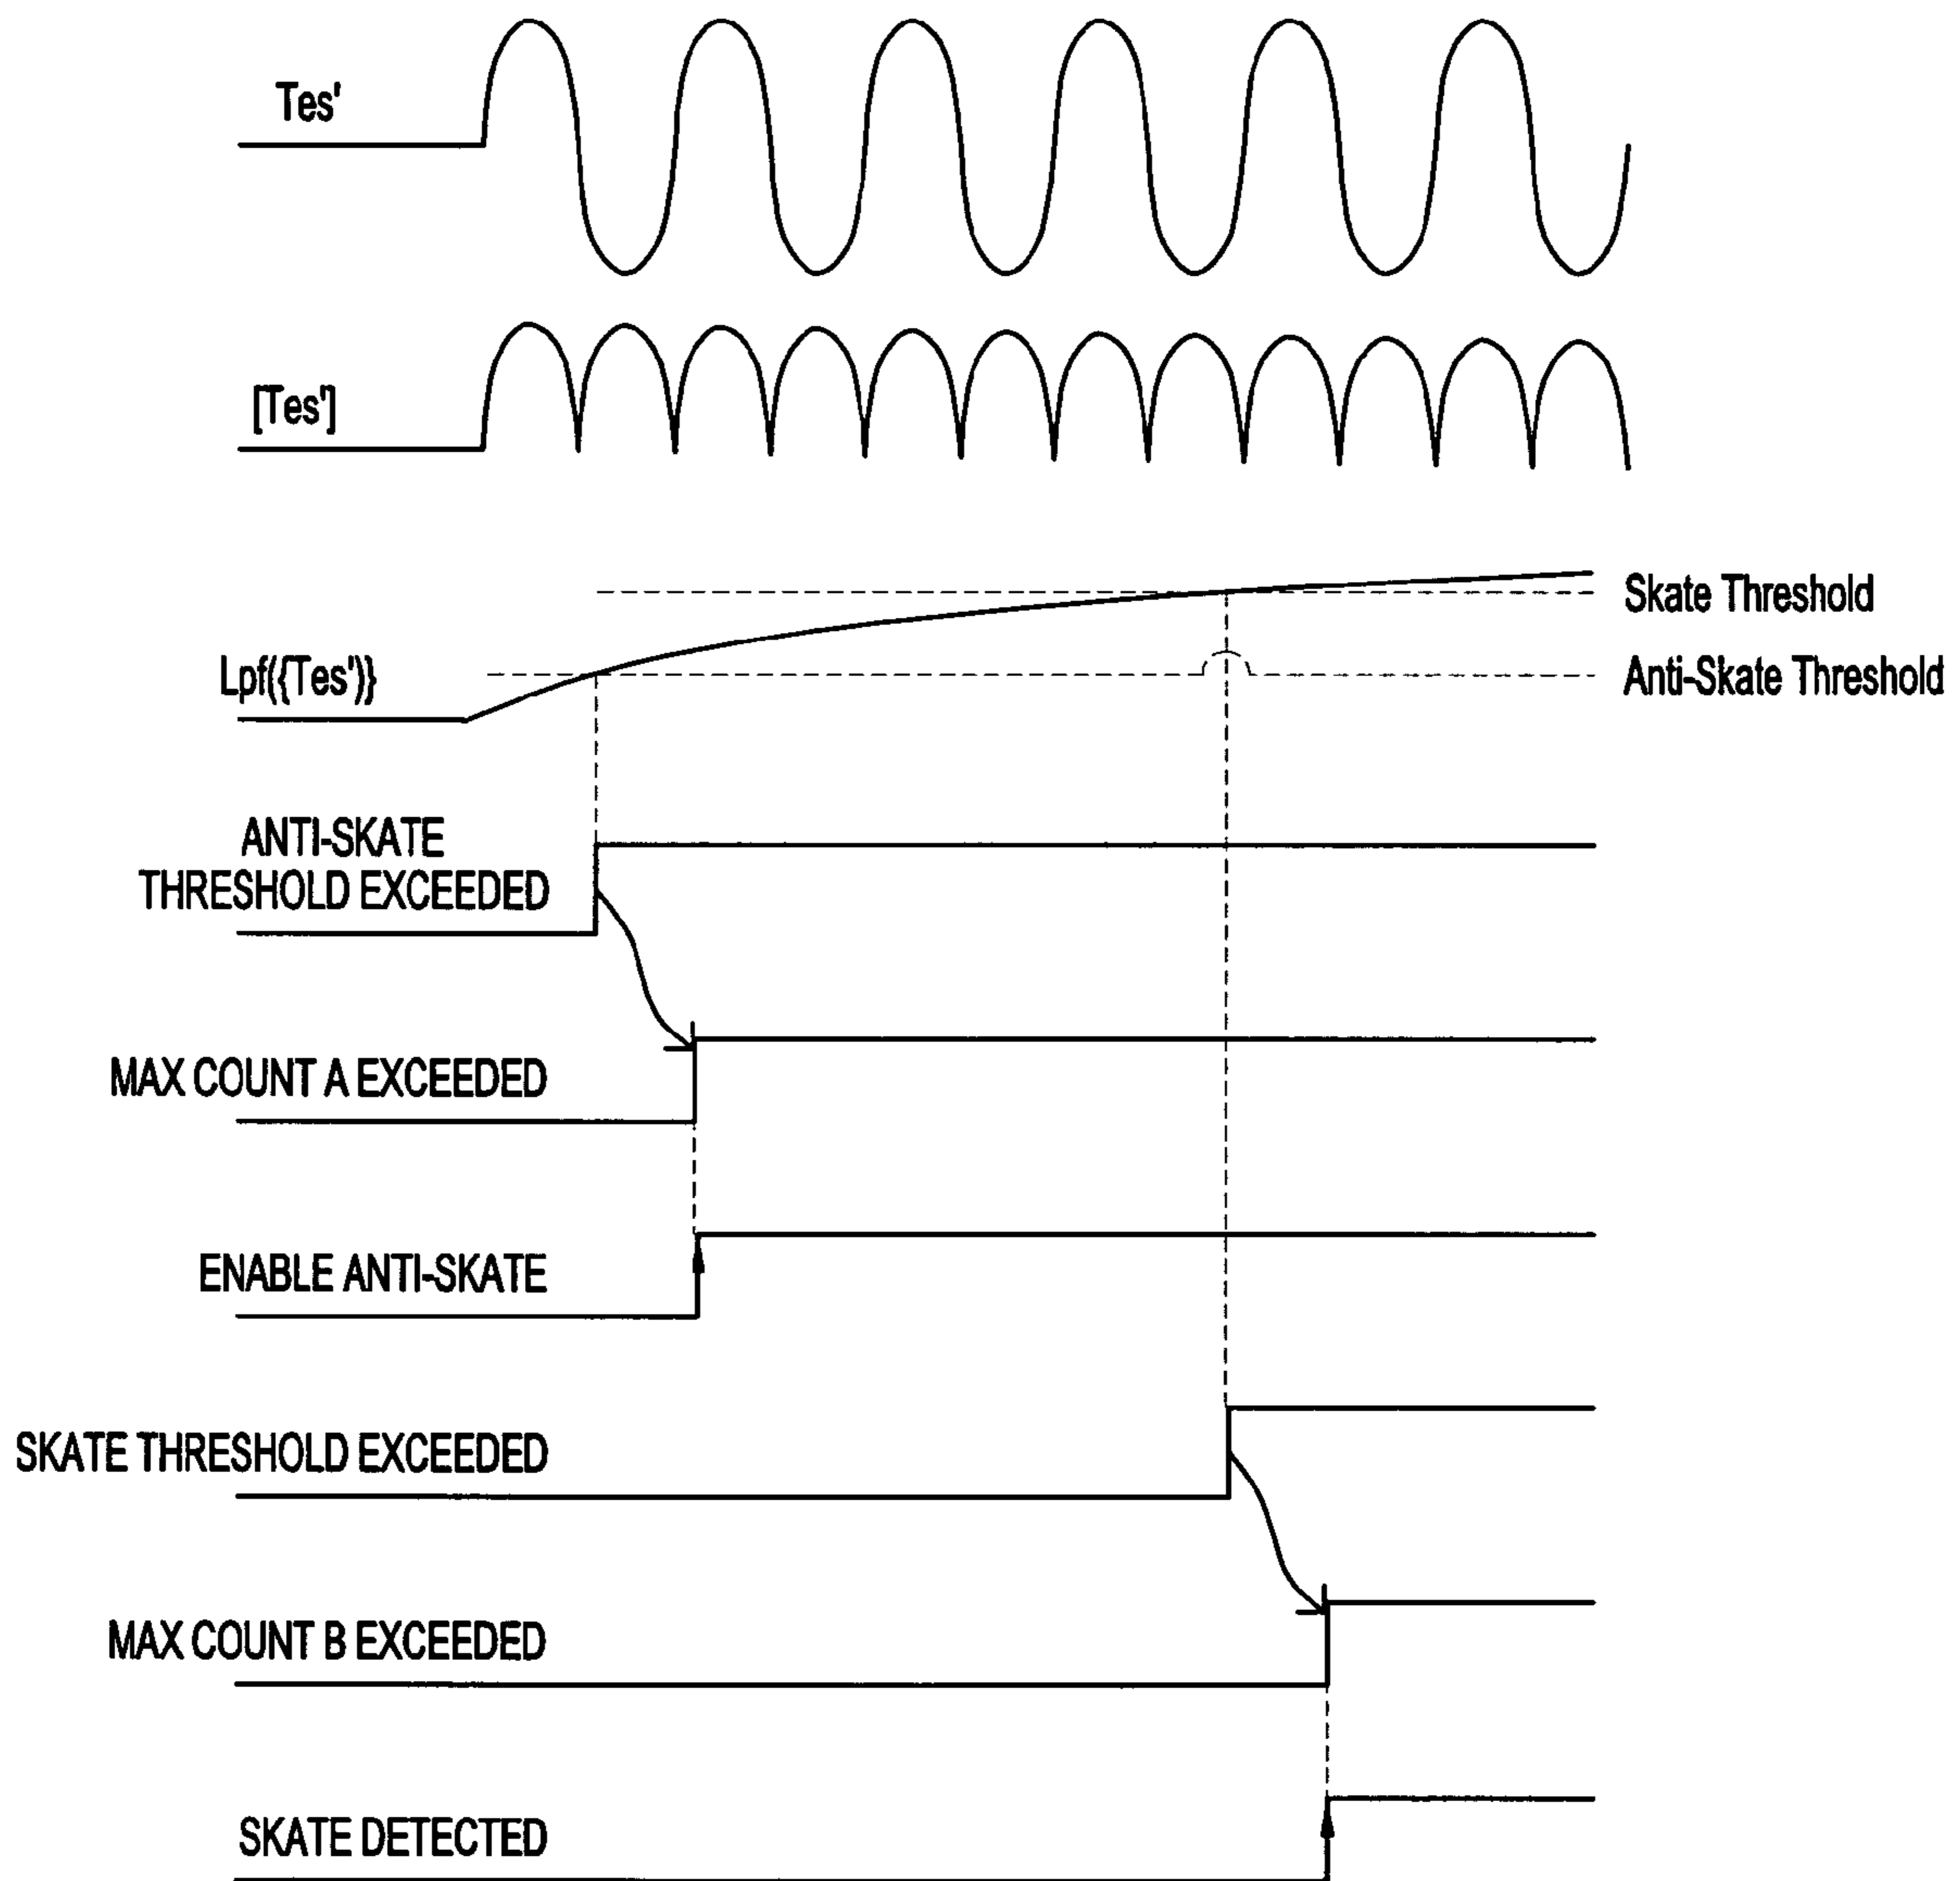 Tes'
[Tes']
Skate Threshold
Lpf({Tes')}
Anti-Skate Threshold
ANTI-SKATE
THRESHOLD EXCEEDED
MAX COUNT A EXCEEDED
ENABLE ANTI-SKATE
SKATE THRESHOLD EXCEEDED
MAX COUNT B EXCEEDED
SKATE DETECTED